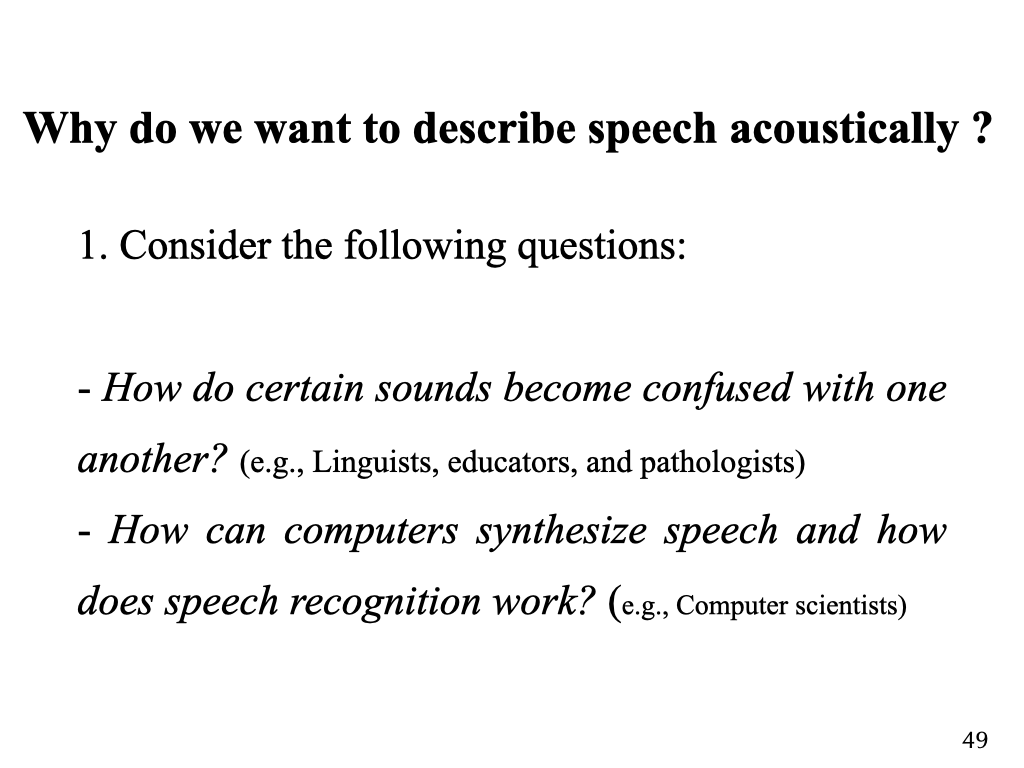 Why do we want to describe speech acoustically ?
1. Consider the following questions:
- How do certain sounds become confused with one
another? (e.g., Linguists, educators, and pathologists)
- How can computers synthesize speech and how
does speech recognition work? (e.g., Computer scientists)
49